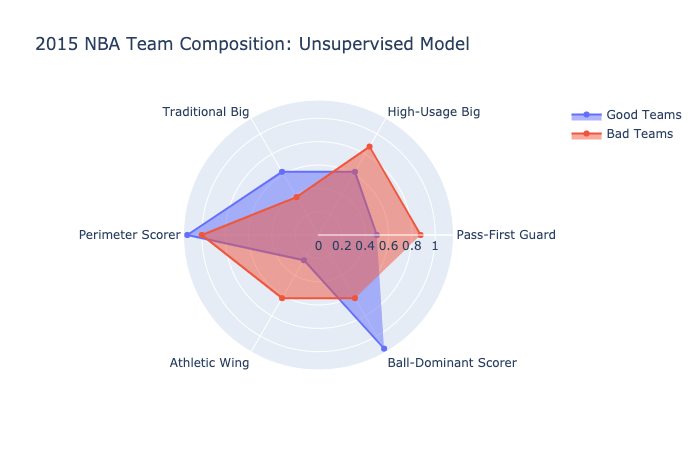 2015 NBA Team Composition: Unsupervised Model
Traditional Big
High-Usage Big
Good Teams
Bad Teams
Perimeter Scorer
Pass-First Guard
0 0.2 0.4 0.6 0.8 1
Athletic Wing
Ball-Dominant Scorer